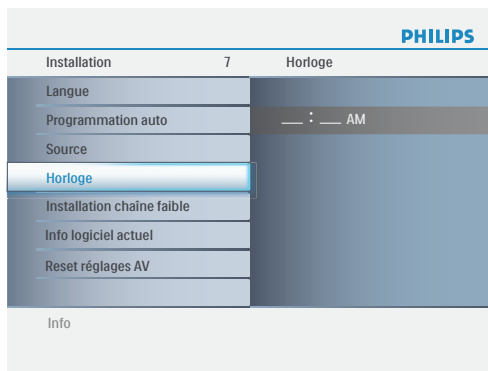 PHILIPS
Installation 7 Horloge
Langue
Programmation auto
__ : __ AM
Source
Horloge
Installation chaîne faible
Info logiciel actuel
Reset réglages AV
Info